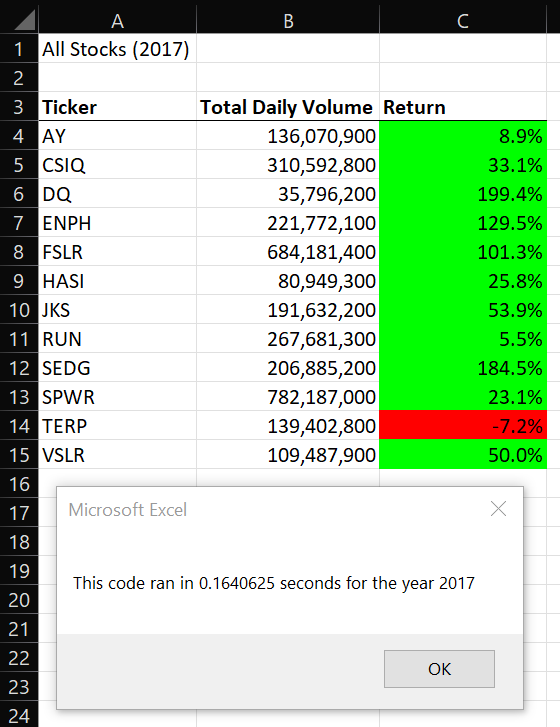 A B C
1 All Stocks (2017)
2
3 Ticker Total Daily Volume Return
4 AY 136,070,900 8.9%
5 CSIQ 310,592,800 33.1%
6 DQ 35,796,200 199.4%
7 ENPH 221,772,100 129.5%
8 FSLR 684,181,400 101.3%
9 HASI 80,949,300 25.8%
10 JKS 191,632,200 53.9%
11 RUN 267,681,300 5.5%
12 SEDG 206,885,200 184.5%
13 SPWR 782,187,000 23.1%
14 TERP 139,402,800 -7.2%
15 VSLR 109,487,900 50.0%
16
17 Microsoft Excel
18
19
20 This code ran in 0.1640625 seconds for the year 2017
21
22
23 OK
24